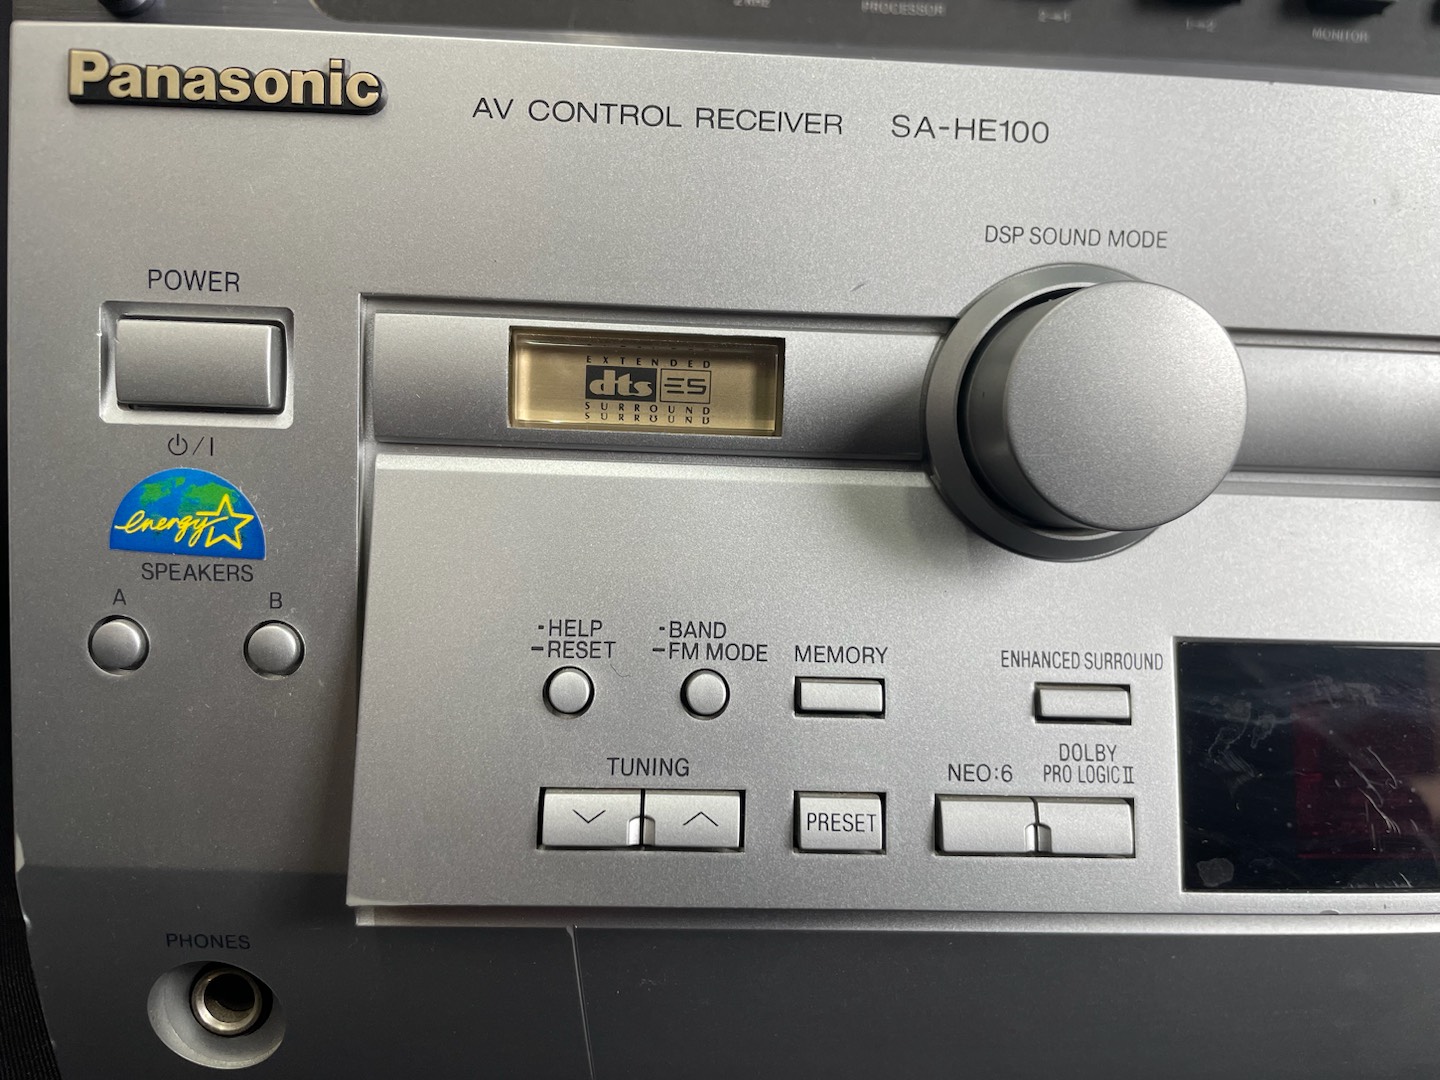 PROCESSOR
MONITOR
Panasonic
AV CONTROL RECEIVER SA-HE100
DSP SOUND MODE
POWER
EXTENDED
dts ES
SURROUND
⏻/I
energy
SPEAKERS
A B
-HELP
–RESET
-BAND
–FM MODE
MEMORY
ENHANCED SURROUND
TUNING
PRESET
NEO:6
DOLBY
PRO LOGIC II
PHONES